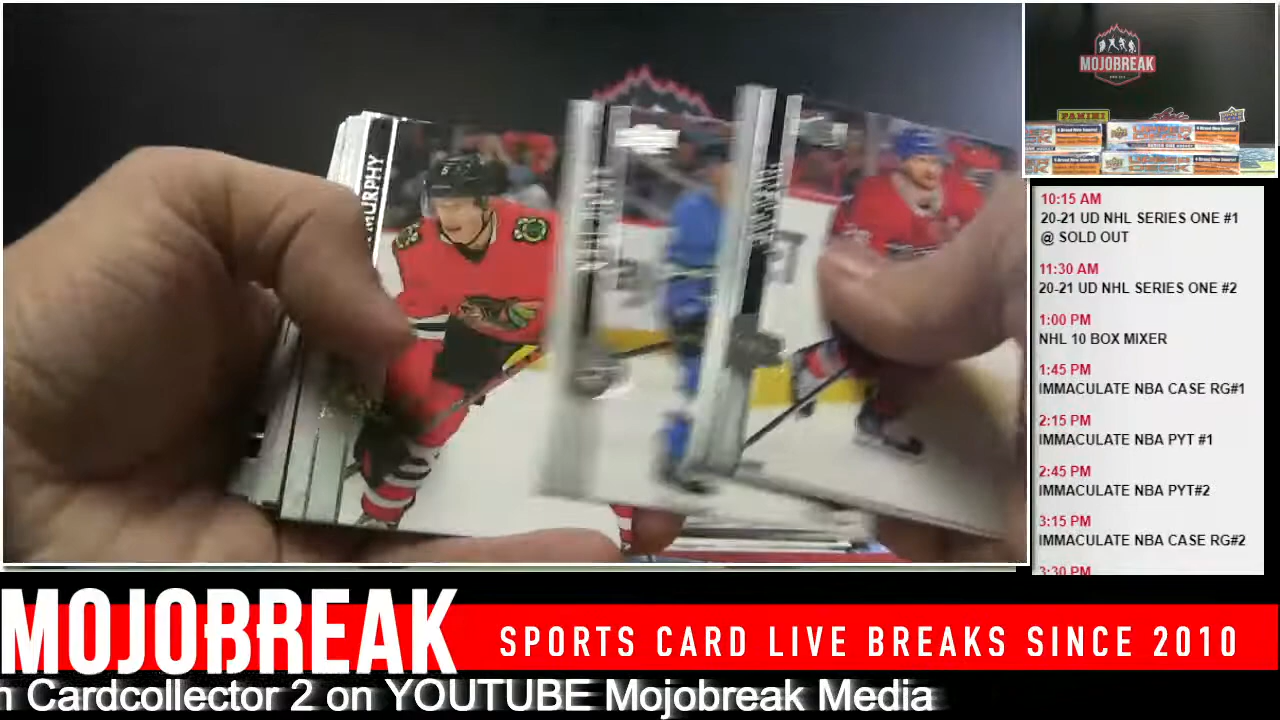 MURPHY
MOJOBREAK
PANINI
10:15 AM
20-21 UD NHL SERIES ONE #1
@ SOLD OUT
11:30 AM
20-21 UD NHL SERIES ONE #2
1:00 PM
NHL 10 BOX MIXER
1:45 PM
IMMACULATE NBA CASE RG#1
2:15 PM
IMMACULATE NBA PYT #1
2:45 PM
IMMACULATE NBA PYT#2
3:15 PM
IMMACULATE NBA CASE RG#2
3:30 PM
MOJOBREAK
SPORTS CARD LIVE BREAKS SINCE 2010
Cardcollector 2 on YOUTUBE Mojobreak Media